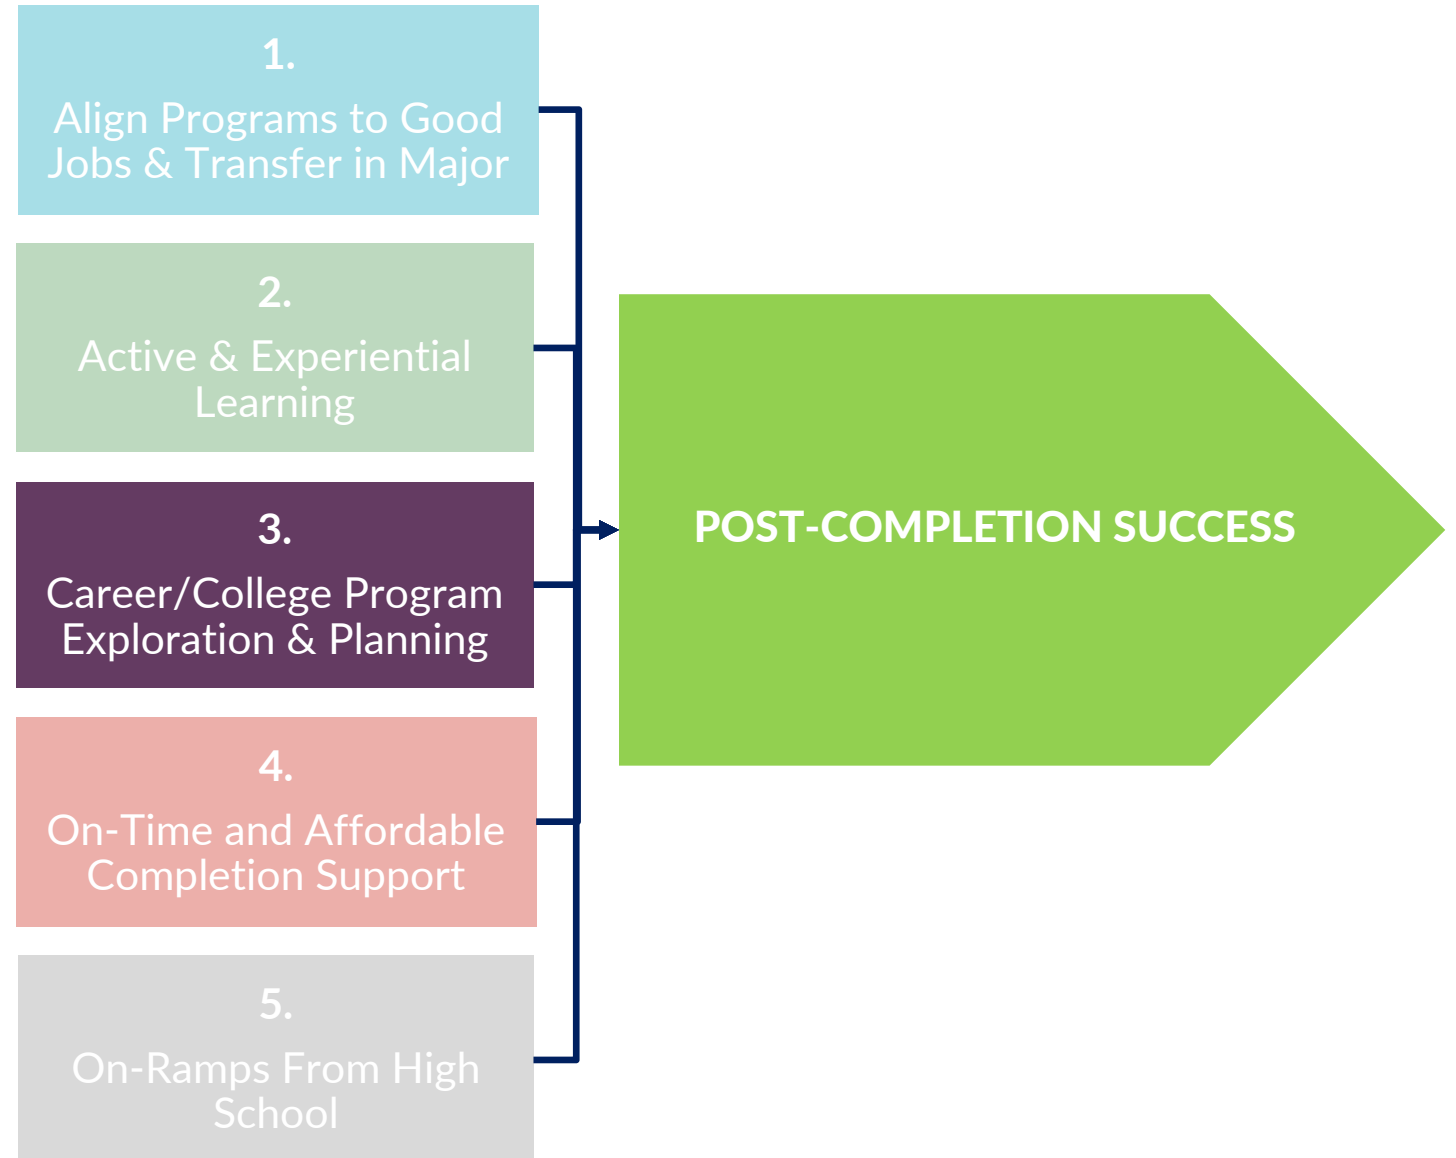 1.
Align Programs to Good
Jobs & Transfer in Major
2.
Active & Experiential
Learning
3.
Career/College Program
Exploration & Planning
4.
On-Time and Affordable
Completion Support
5.
On-Ramps From High
School
POST-COMPLETION SUCCESS